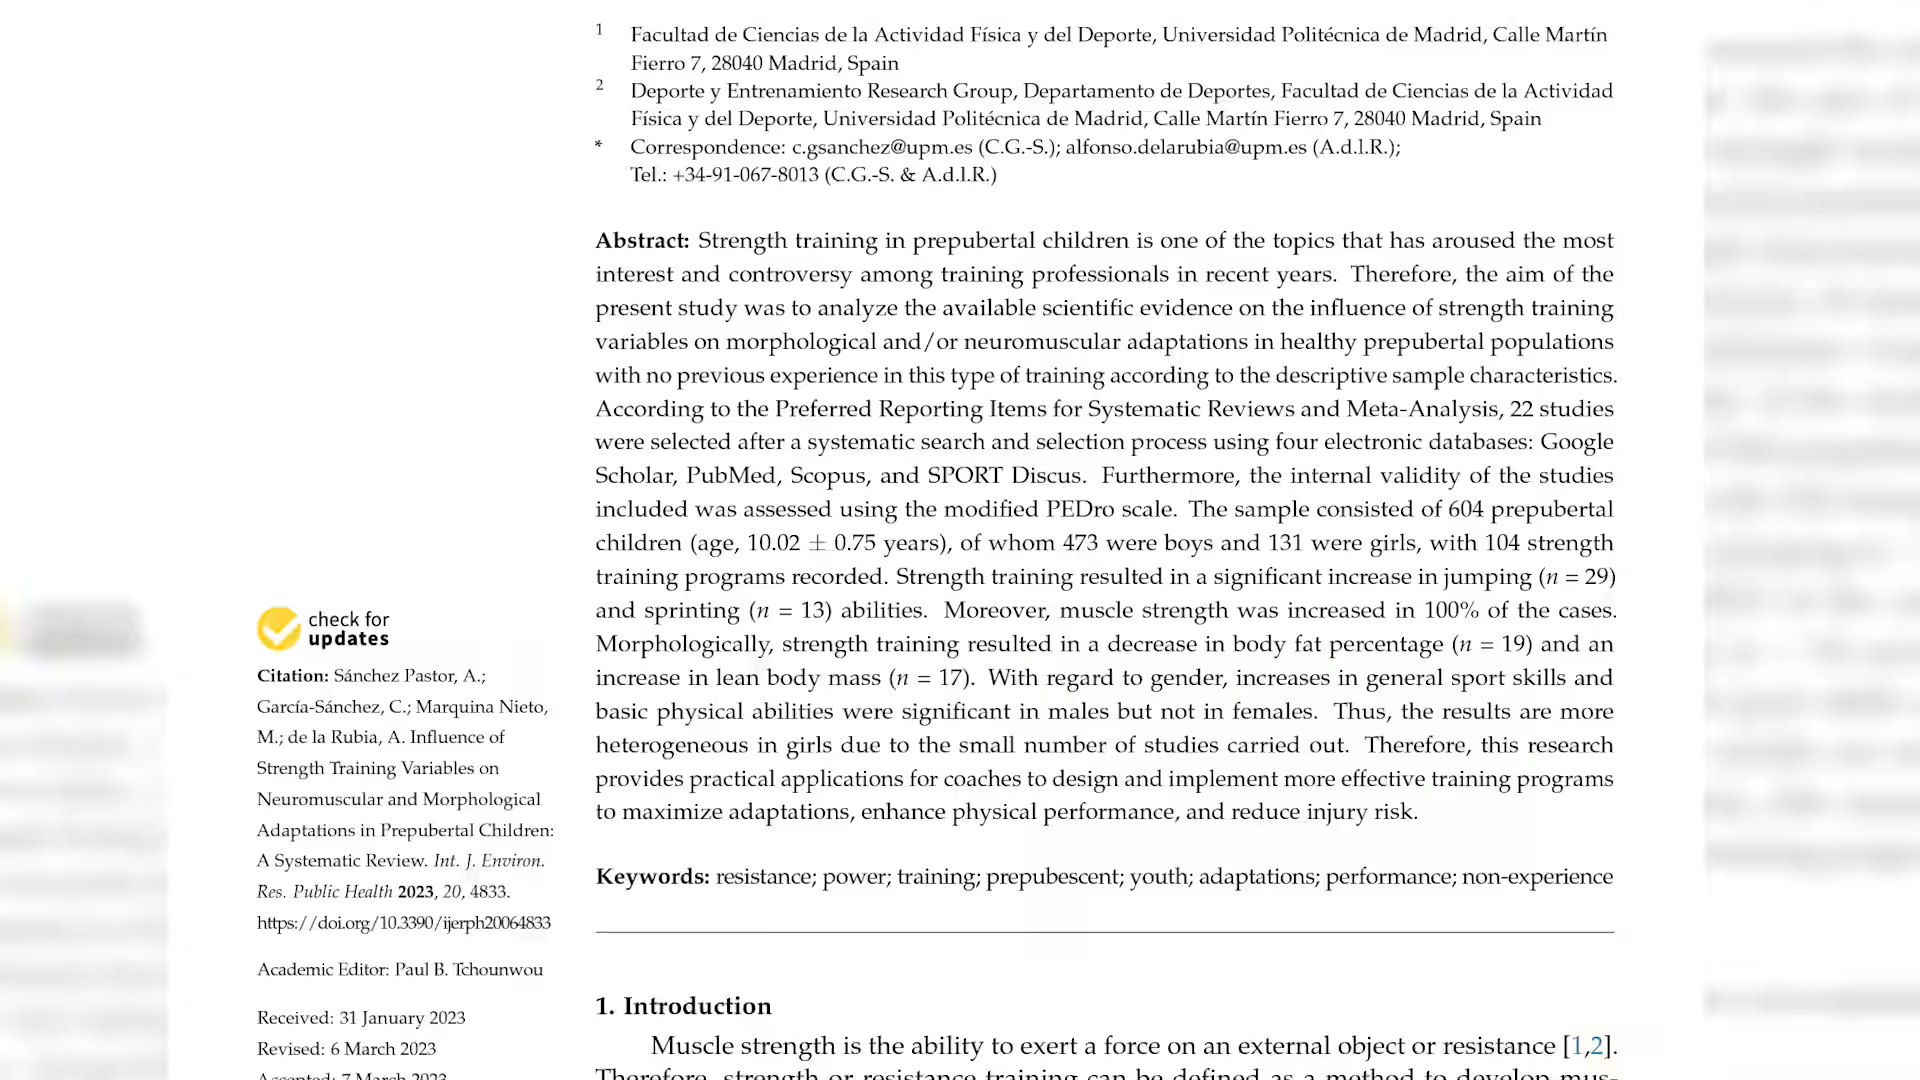 1 Facultad de Ciencias de la Actividad Física y del Deporte, Universidad Politécnica de Madrid, Calle Martín
Fierro 7, 28040 Madrid, Spain
2 Deporte y Entrenamiento Research Group, Departamento de Deportes, Facultad de Ciencias de la Actividad
Física y del Deporte, Universidad Politécnica de Madrid, Calle Martín Fierro 7, 28040 Madrid, Spain
* Correspondence: c.gsanchez@upm.es (C.G.-S.); alfonso.delarubia@upm.es (A.d.l.R.);
Tel.: +34-91-067-8013 (C.G.-S. & A.d.l.R.)
Abstract: Strength training in prepubertal children is one of the topics that has aroused the most
interest and controversy among training professionals in recent years. Therefore, the aim of the
present study was to analyze the available scientific evidence on the influence of strength training
variables on morphological and/or neuromuscular adaptations in healthy prepubertal populations
with no previous experience in this type of training according to the descriptive sample characteristics.
According to the Preferred Reporting Items for Systematic Reviews and Meta-Analysis, 22 studies
were selected after a systematic search and selection process using four electronic databases: Google
Scholar, PubMed, Scopus, and SPORT Discus. Furthermore, the internal validity of the studies
included was assessed using the modified PEDro scale. The sample consisted of 604 prepubertal
children (age, 10.02 ± 0.75 years), of whom 473 were boys and 131 were girls, with 104 strength
training programs recorded. Strength training resulted in a significant increase in jumping (n = 29)
and sprinting (n = 13) abilities. Moreover, muscle strength was increased in 100% of the cases.
Morphologically, strength training resulted in a decrease in body fat percentage (n = 19) and an
increase in lean body mass (n = 17). With regard to gender, increases in general sport skills and
basic physical abilities were significant in males but not in females. Thus, the results are more
heterogeneous in girls due to the small number of studies carried out. Therefore, this research
provides practical applications for coaches to design and implement more effective training programs
to maximize adaptations, enhance physical performance, and reduce injury risk.
Keywords: resistance; power; training; prepubescent; youth; adaptations; performance; non-experience
check for
updates
Citation: Sánchez Pastor, A.;
García-Sánchez, C.; Marquina Nieto,
M.; de la Rubia, A. Influence of
Strength Training Variables on
Neuromuscular and Morphological
Adaptations in Prepubertal Children:
A Systematic Review. Int. J. Environ.
Res. Public Health 2023, 20, 4833.
https://doi.org/10.3390/ijerph20064833
Academic Editor: Paul B. Tchounwou
Received: 31 January 2023
Revised: 6 March 2023
Accepted: 7 March 2023
1. Introduction
Muscle strength is the ability to exert a force on an external object or resistance [1,2].
Therefore, strength or resistance training can be defined as a method to develop mus-